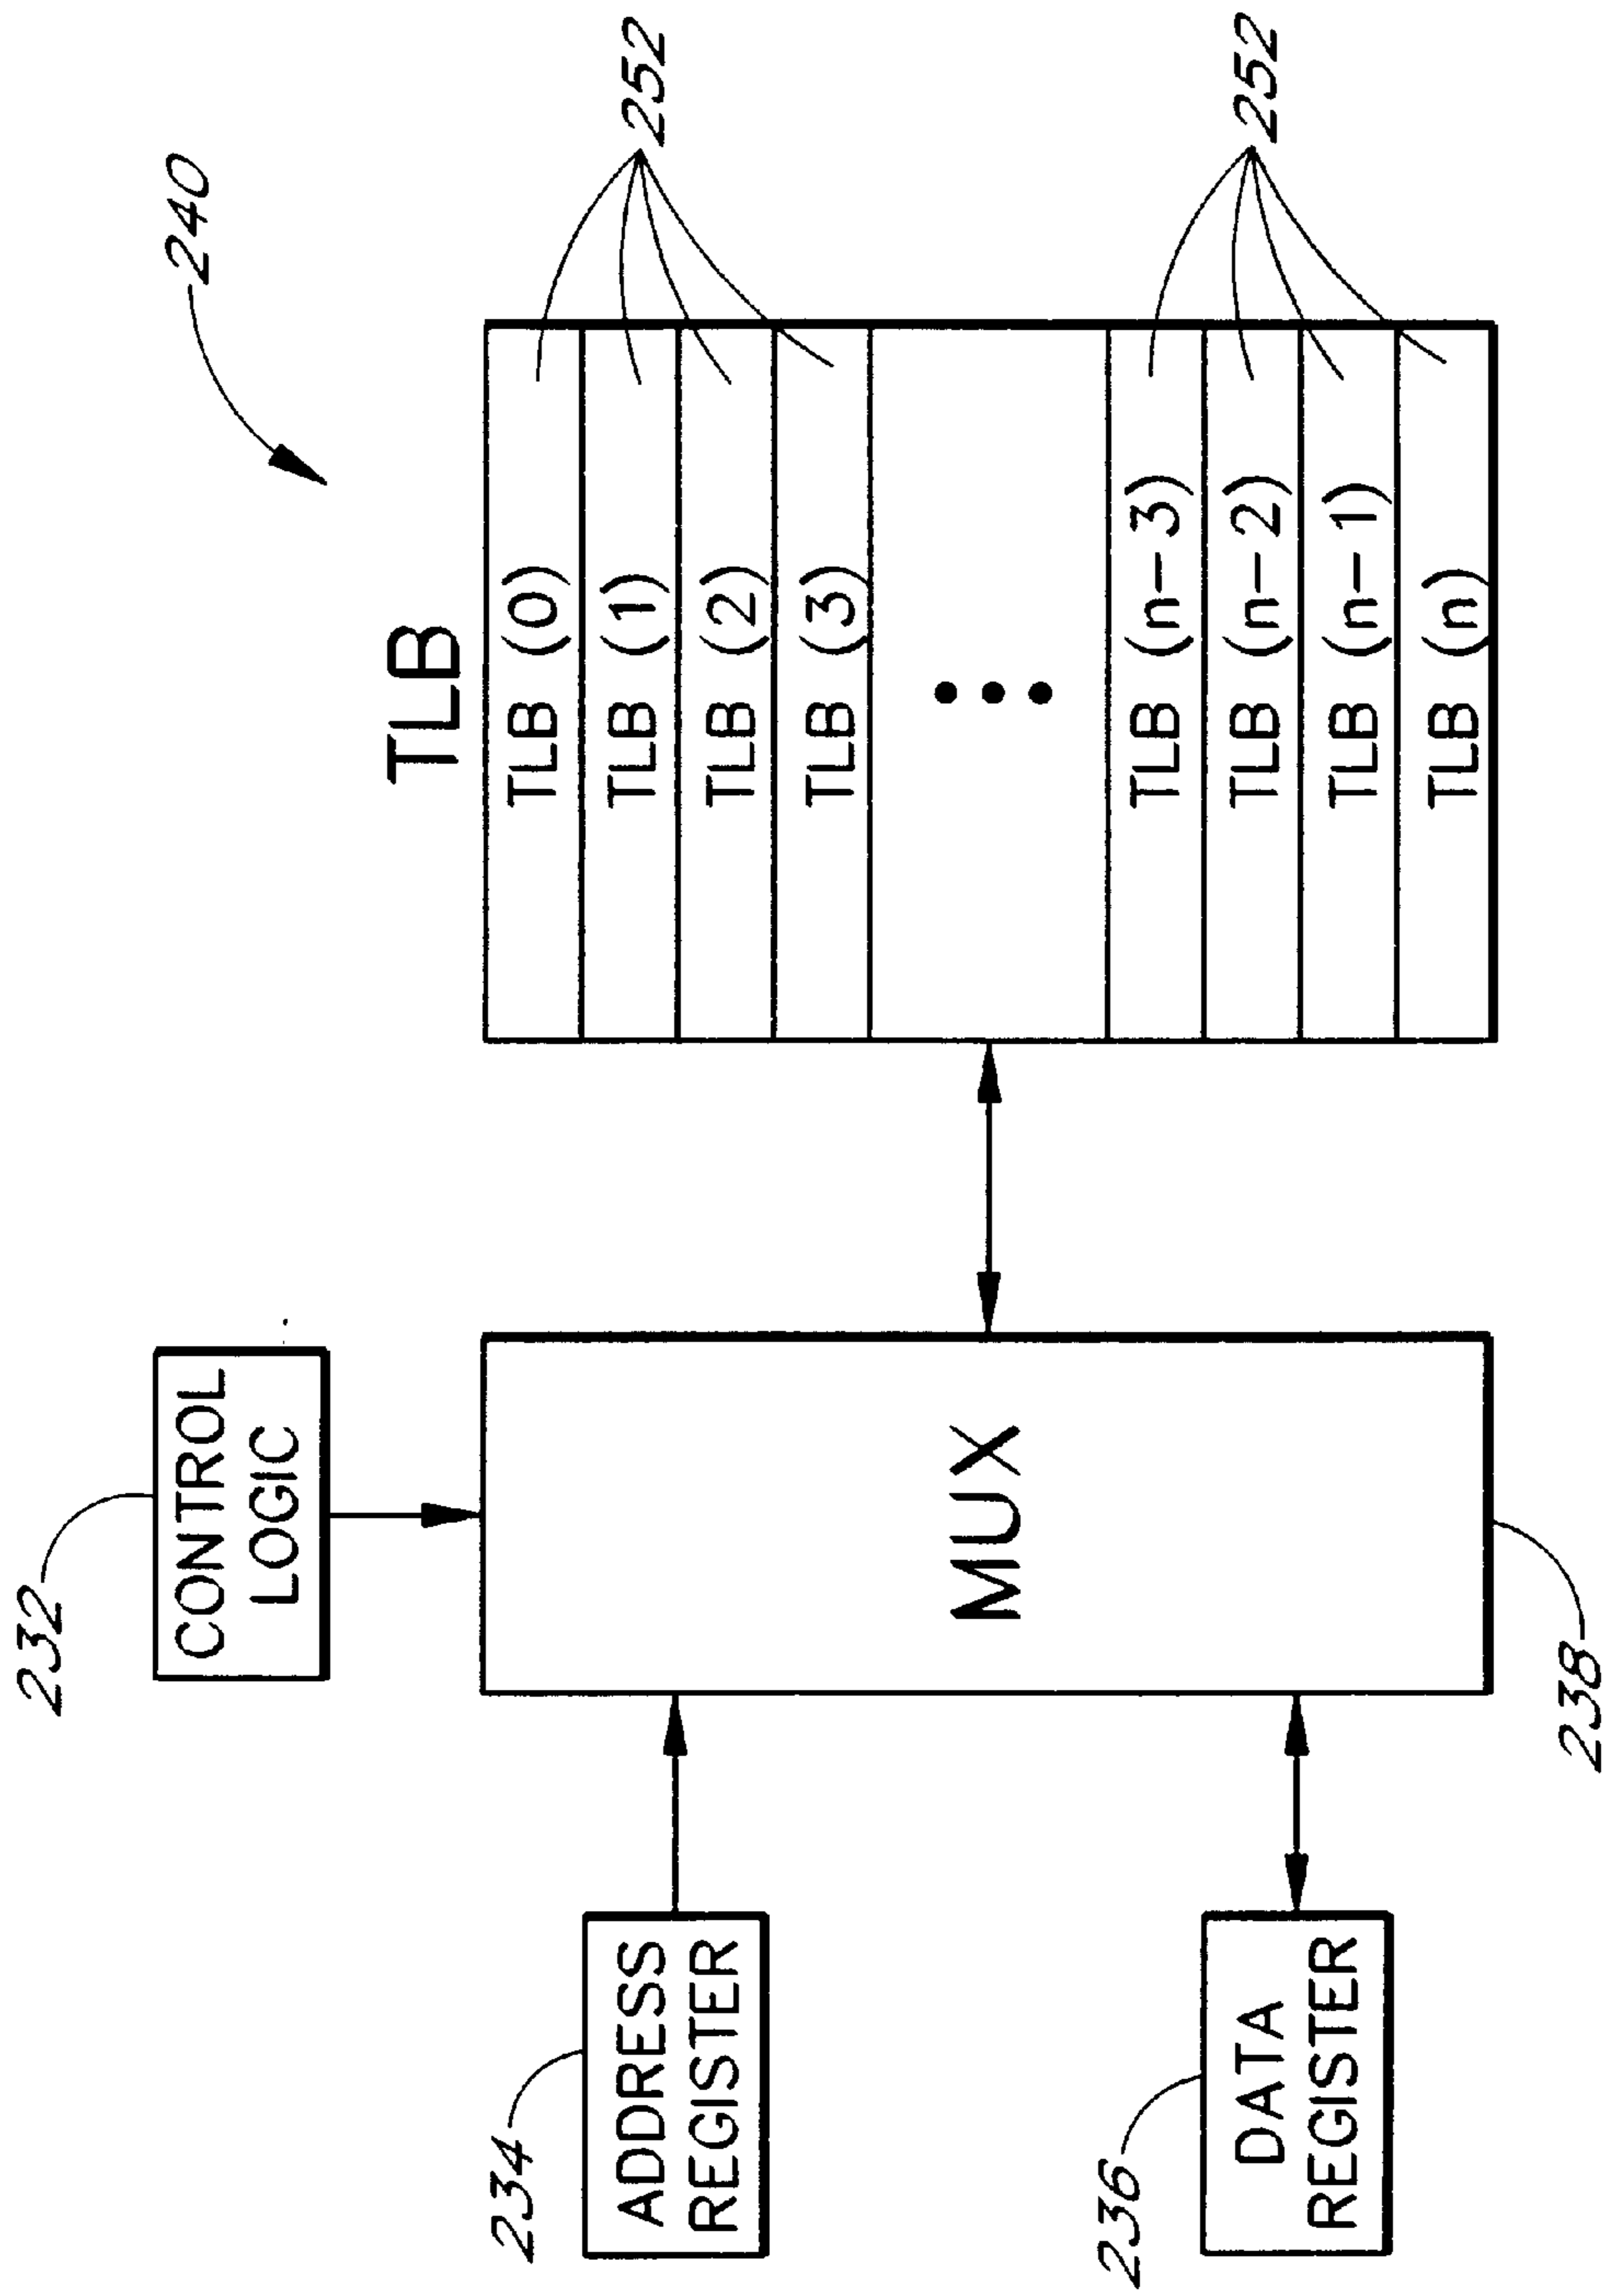 240
TLB
TLB (0)
TLB (1)
TLB (2)
TLB (3)
252
TLB (n-3)
TLB (n-2)
TLB (n-1)
TLB (n)
252
232
CONTROL
LOGIC
MUX
238
234
ADDRESS
REGISTER
236
DATA
REGISTER